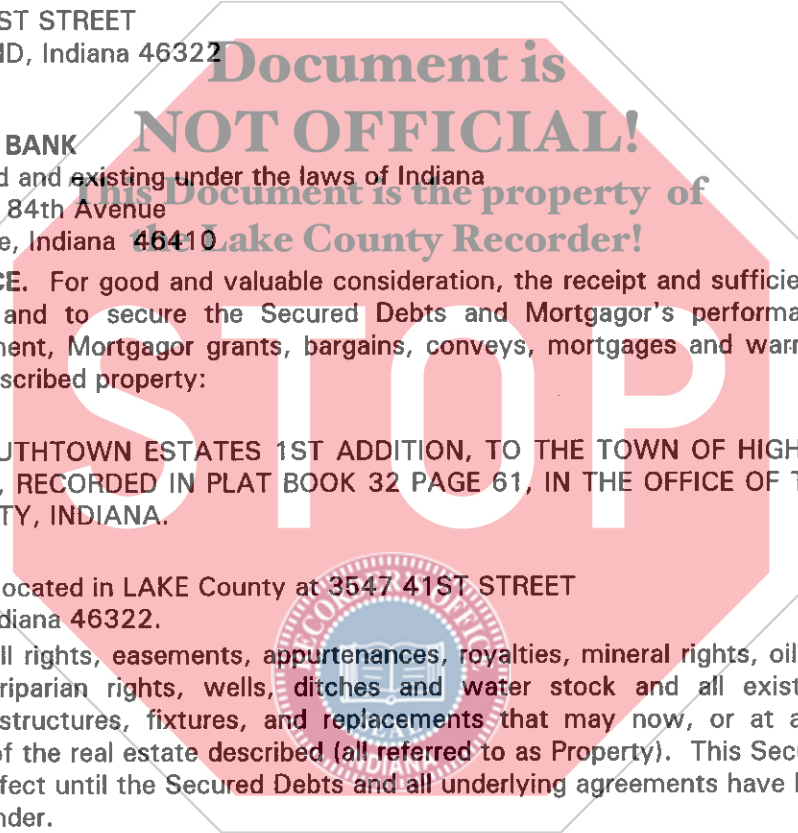 ST STREET
ND, Indiana 46322
Document is
NOT OFFICIAL!
BANK
d and existing under the laws of Indiana
This Document is the property of
84th Avenue
e, Indiana 46410
the Lake County Recorder!
CE. For good and valuable consideration, the receipt and sufficie
and to secure the Secured Debts and Mortgagor's performa
ment, Mortgagor grants, bargains, conveys, mortgages and warr
scribed property:
STOP
UTHTOWN ESTATES 1ST ADDITION, TO THE TOWN OF HIGH
, RECORDED IN PLAT BOOK 32 PAGE 61, IN THE OFFICE OF T
TY, INDIANA.
ocated in LAKE County at 3547 41ST STREET
diana 46322.
ll rights, easements, appurtenances, royalties, mineral rights, oil
riparian rights, wells, ditches and water stock and all exist
structures, fixtures, and replacements that may now, or at a
of the real estate described (all referred to as Property). This Secu
fect until the Secured Debts and all underlying agreements have b
nder.
INDIANA